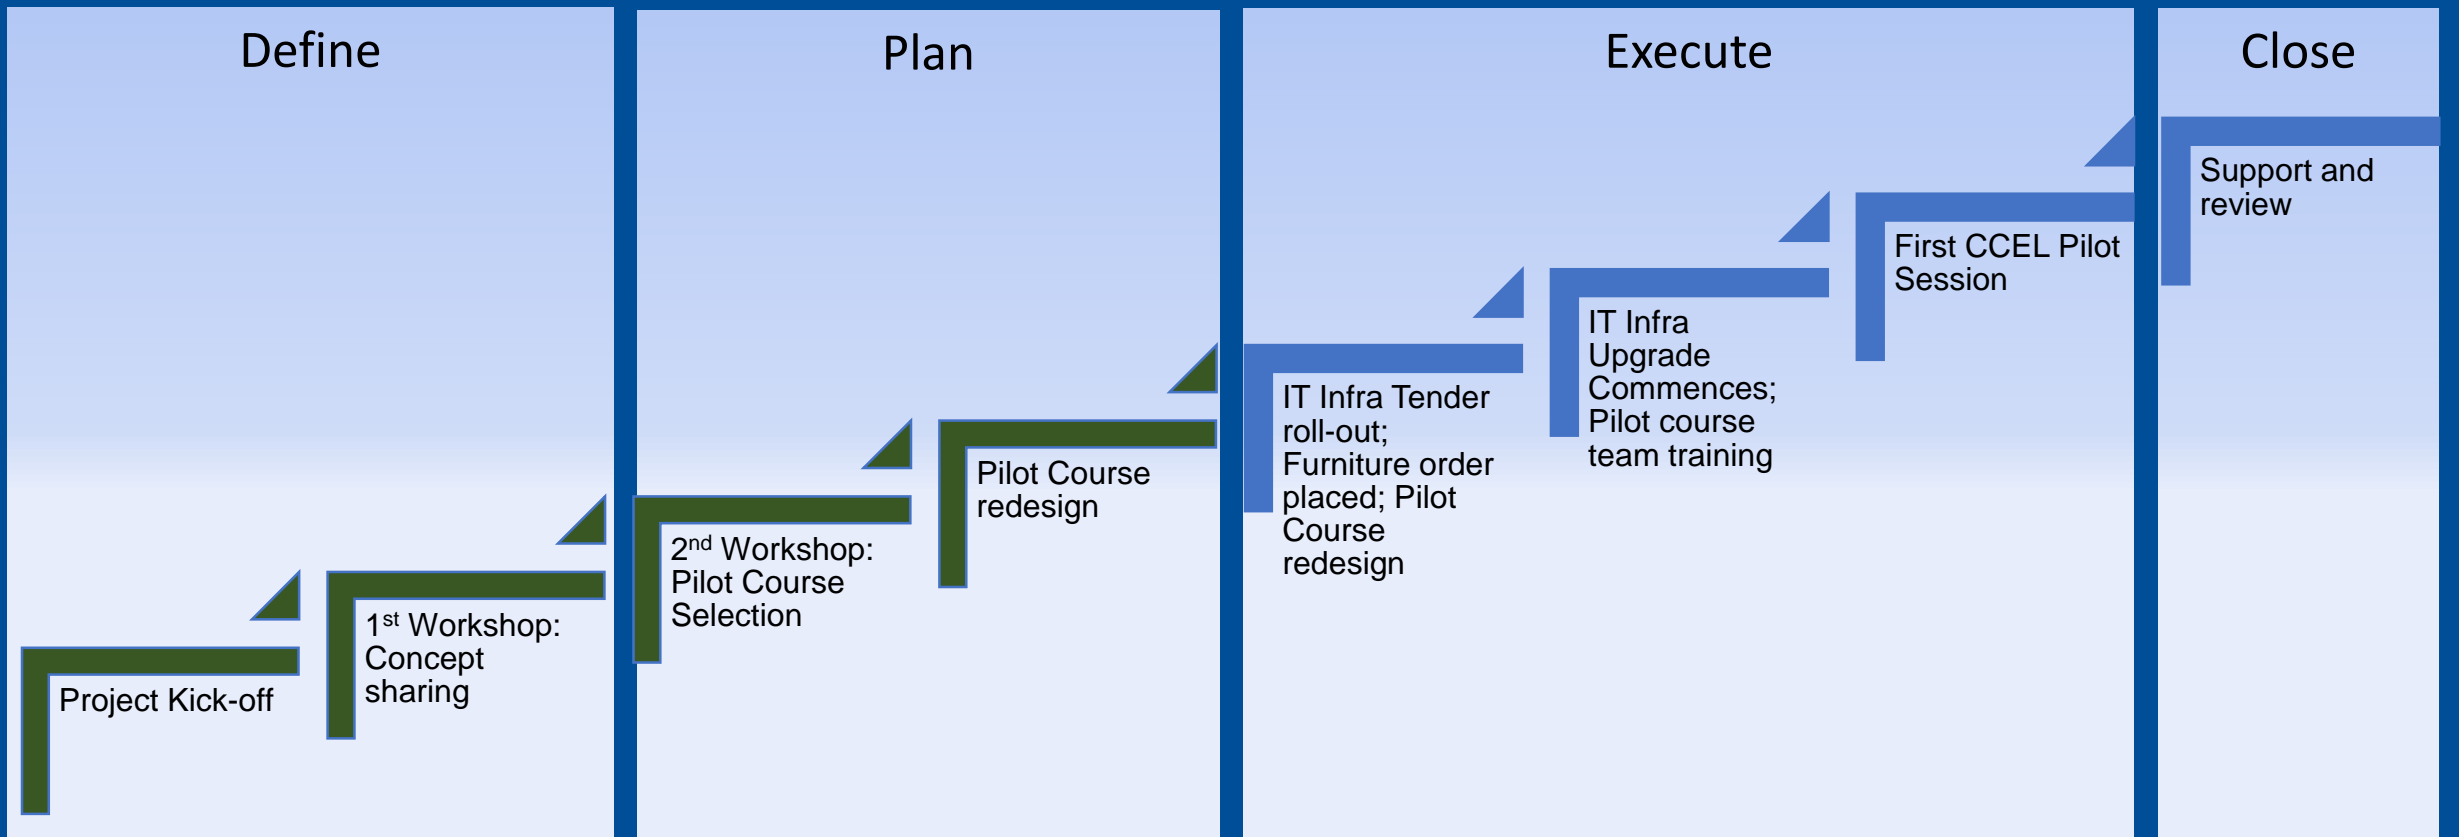 Define
Project Kick-off
1st Workshop:
Concept
sharing
Plan
2nd Workshop:
Pilot Course
Selection
Pilot Course
redesign
Execute
IT Infra Tender
roll-out;
Furniture order
placed; Pilot
Course
redesign
IT Infra
Upgrade
Commences;
Pilot course
team training
First CCEL Pilot
Session
Close
Support and
review